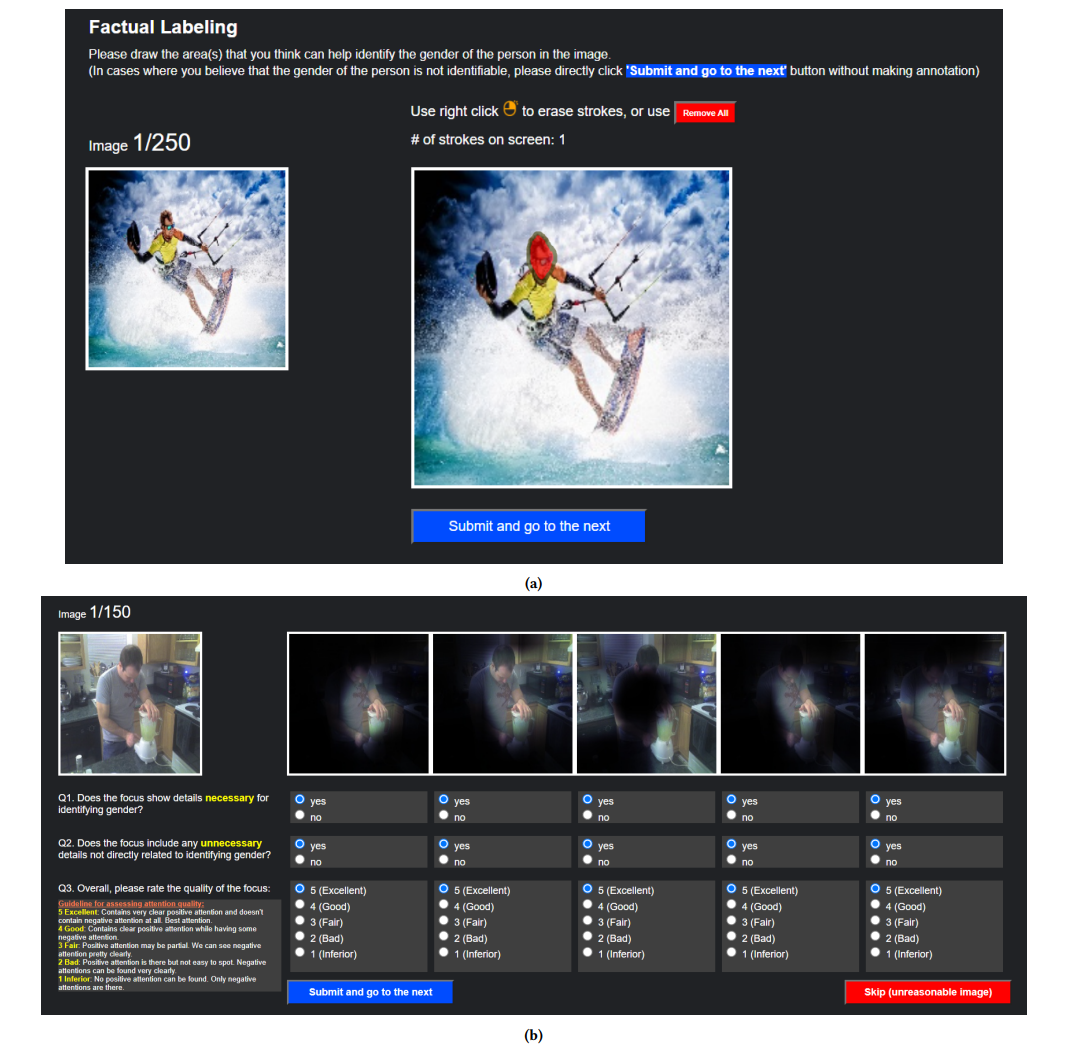 Factual Labeling
Please draw the area(s) that you think can help identify the gender of the person in the image.
(In cases where you believe that the gender of the person is not identifiable, please directly click 'Submit and go to the next' button without making annotation)
Use right click to erase strokes, or use Remove All
Image 1/250
# of strokes on screen: 1
Submit and go to the next
(a)
Image 1/150
Q1. Does the focus show details necessary for
identifying gender?
yes yes yes yes yes
no no no no no
Q2. Does the focus include any unnecessary
details not directly related to identifying gender?
yes yes yes yes yes
no no no no no
Q3. Overall, please rate the quality of the focus:
Guideline for assessing attention quality:
5 Excellent: Contains very clear positive attention and doesn't
contain negative attention at all. Best attention.
4 Good: Contains clear positive attention while having some
negative attention.
3 Fair: Positive attention may be partial. We can see negative
attention pretty clearly.
2 Bad: Positive attention is there but not easy to spot. Negative
attentions can be found very clearly.
1 Inferior: No positive attention can be found. Only negative
attentions are there.
5 (Excellent) 5 (Excellent) 5 (Excellent) 5 (Excellent) 5 (Excellent)
4 (Good) 4 (Good) 4 (Good) 4 (Good) 4 (Good)
3 (Fair) 3 (Fair) 3 (Fair) 3 (Fair) 3 (Fair)
2 (Bad) 2 (Bad) 2 (Bad) 2 (Bad) 2 (Bad)
1 (Inferior) 1 (Inferior) 1 (Inferior) 1 (Inferior) 1 (Inferior)
Submit and go to the next
Skip (unreasonable image)
(b)